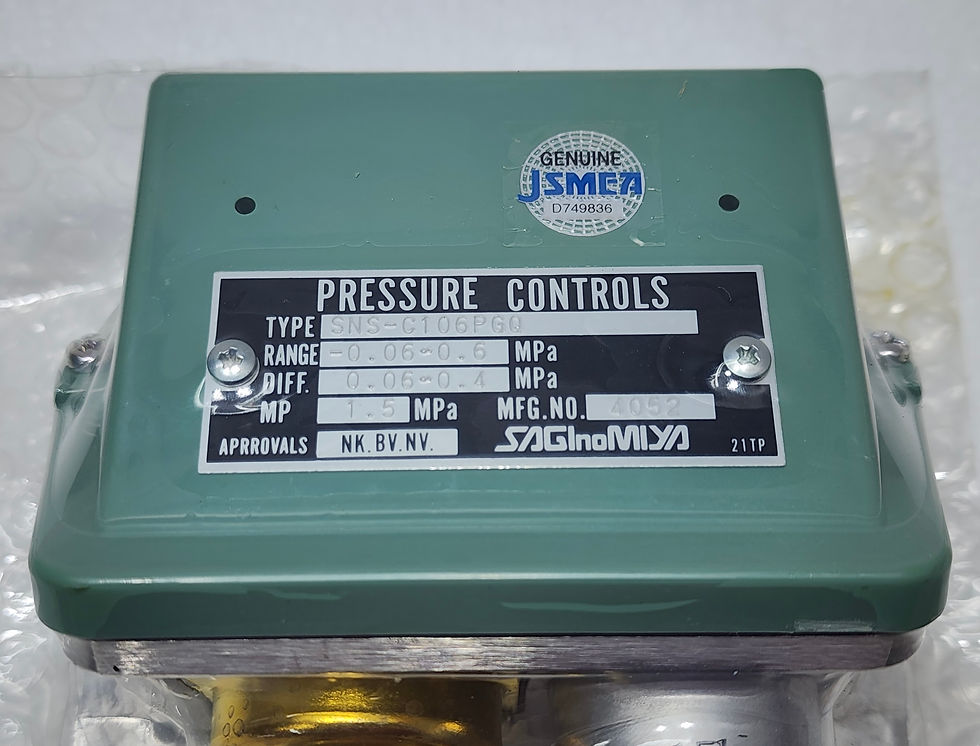 GENUINE
JSMEA
D749836
PRESSURE CONTROLS
TYPE SNS-C106PGQ
RANGE -0.06~0.6 MPa
DIFF. 0.06~0.4 MPa
MP 1.5 MPa MFG.NO. 4052
APRROVALS NK.BV.NV. SAGInoMIYA 21TP